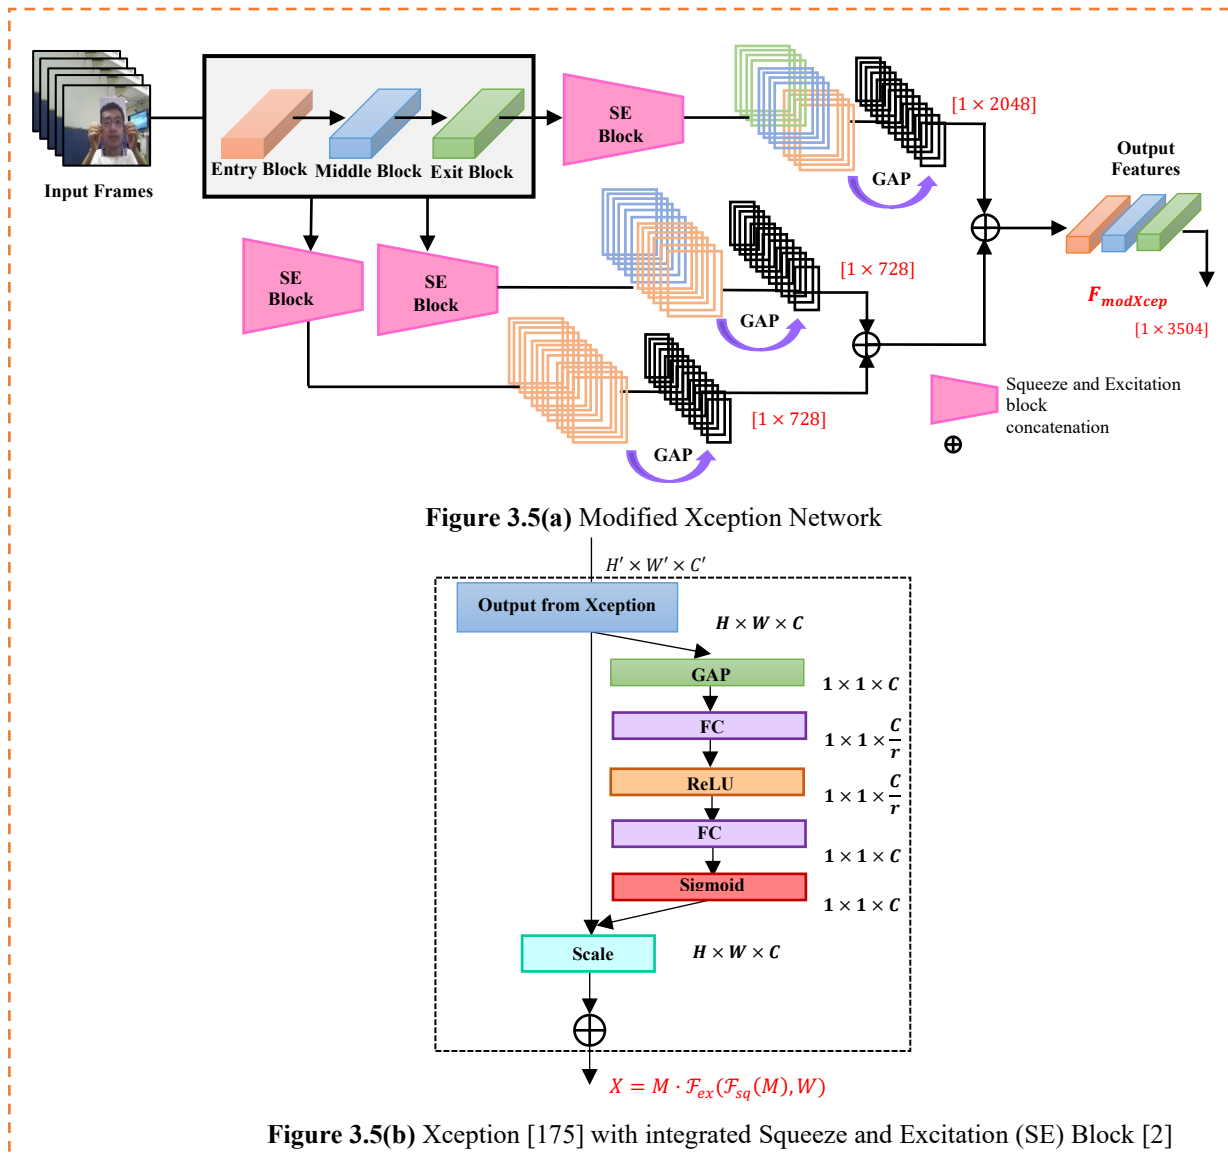 Input Frames
Entry Block
Middle Block
Exit Block
SE
Block
GAP
[1 × 2048]
Output
Features
SE
Block
SE
Block
GAP
[1 × 728]
F_modXcep
[1 × 3504]
GAP
[1 × 728]
Squeeze and Excitation
block
concatenation
Figure 3.5(a) Modified Xception Network
H′ × W′ × C′
Output from Xception
H × W × C
GAP
1 × 1 × C
FC
1 × 1 × C/r
ReLU
1 × 1 × C/r
FC
1 × 1 × C
Sigmoid
1 × 1 × C
Scale
H × W × C
X = M · ℱ_ex(ℱ_sq(M), W)
Figure 3.5(b) Xception [175] with integrated Squeeze and Excitation (SE) Block [2]